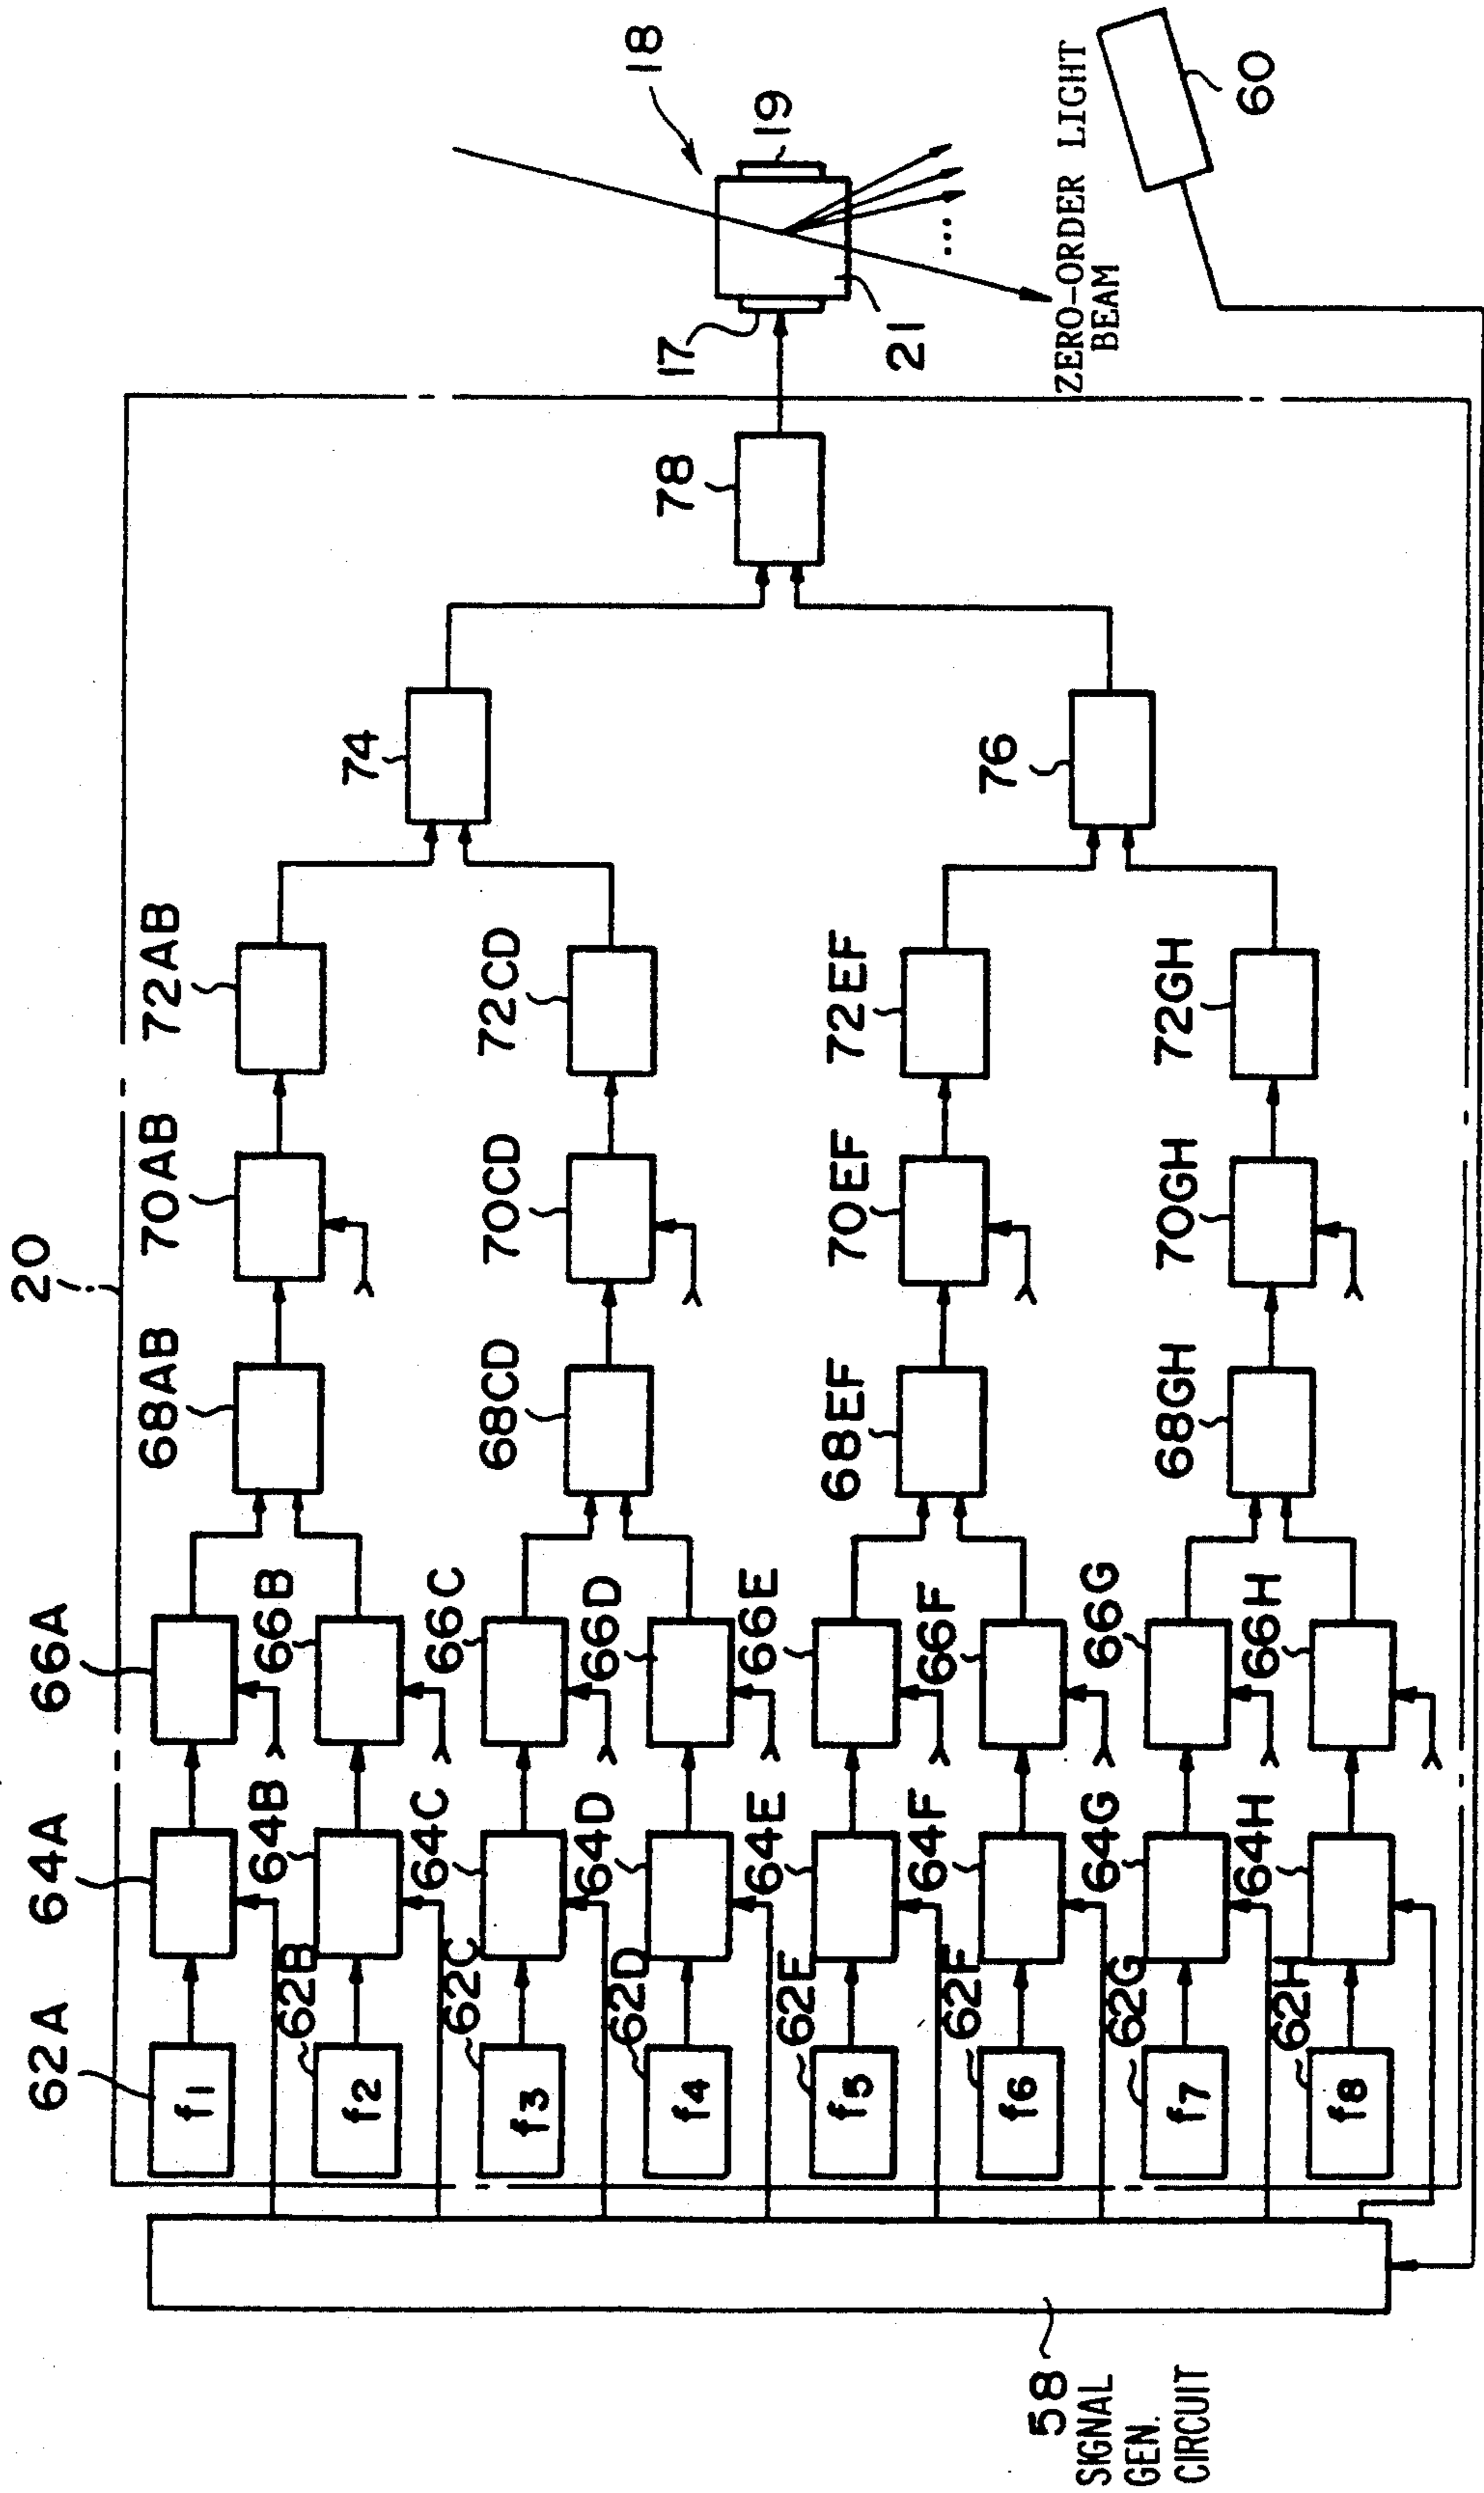 20
62A
64A
66A
68AB
70AB
72AB
74
78
17
18
19
21
ZERO-ORDER LIGHT
BEAM
60
f1
62B
64B
66B
f2
62C
64C
66C
68CD
70CD
72CD
f3
62D
64D
66D
f4
62E
64E
66E
68EF
70EF
72EF
76
f5
62F
64F
66F
f6
62G
64G
66G
68GH
70GH
72GH
f7
62H
64H
66H
f8
...
58
SIGNAL
GEN.
CIRCUIT